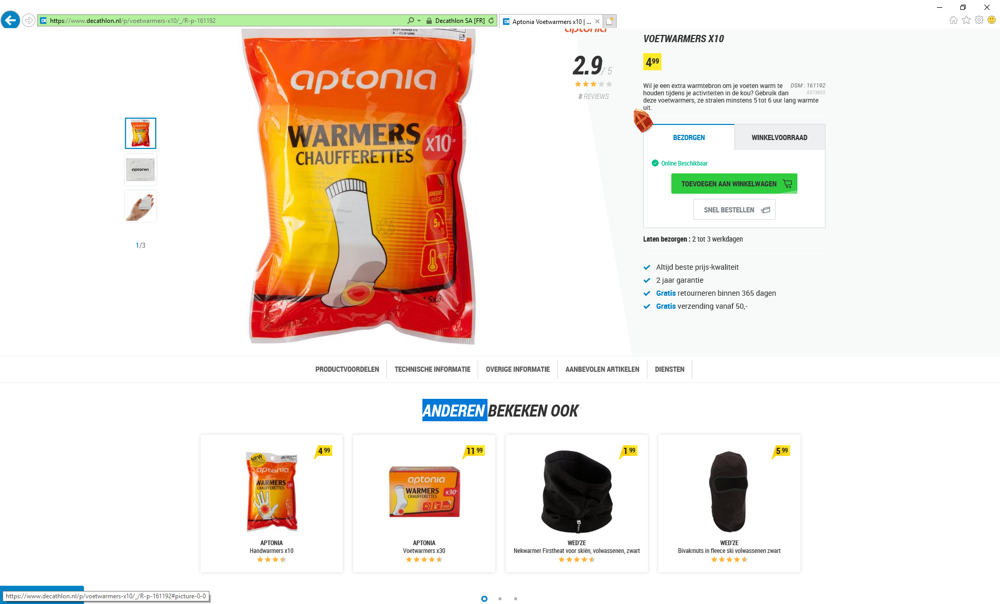 https://www.decathlon.nl/p/voetwarmers-x10/_/R-p-161192
Decathlon SA [FR]
Aptonia Voetwarmers x10 | ...
aptonia
VOETWARMERS X10
4⁹⁹
2.9 / 5
8 REVIEWS
Wil je een extra warmtebron om je voeten warm te
houden tijdens je activiteiten in de kou? Gebruik dan
deze voetwarmers, ze stralen minstens 5 tot 6 uur lang warmte
uit.
DSM : 161192
8373955
BEZORGEN
WINKELVOORRAAD
Online Beschikbaar
TOEVOEGEN AAN WINKELWAGEN
SNEL BESTELLEN
Laten bezorgen : 2 tot 3 werkdagen
Altijd beste prijs-kwaliteit
2 jaar garantie
Gratis retourneren binnen 365 dagen
Gratis verzending vanaf 50,-
aptonia
WARMERS
CHAUFFERETTES
x10*
ADHESIVE
ADHÉSIF
5H
45°C
* 5x2
aptonia
WARMERS
aptonia
1/3
PRODUCTVOORDELEN
TECHNISCHE INFORMATIE
OVERIGE INFORMATIE
AANBEVOLEN ARTIKELEN
DIENSTEN
ANDEREN BEKEKEN OOK
4 99
NEW
aptonia
WARMERS
CHAUFFERETTES
x10
APTONIA
Handwarmers x10
11 99
aptonia
WARMERS
CHAUFFERETTES
x30*
APTONIA
Voetwarmers x30
1 99
WED'ZE
Nekwarmer Firstheat voor skiën, volwassenen, zwart
5 99
WED'ZE
Bivakmuts in fleece ski volwassenen zwart
https://www.decathlon.nl/p/voetwarmers-x10/_/R-p-161192#picture-0-0